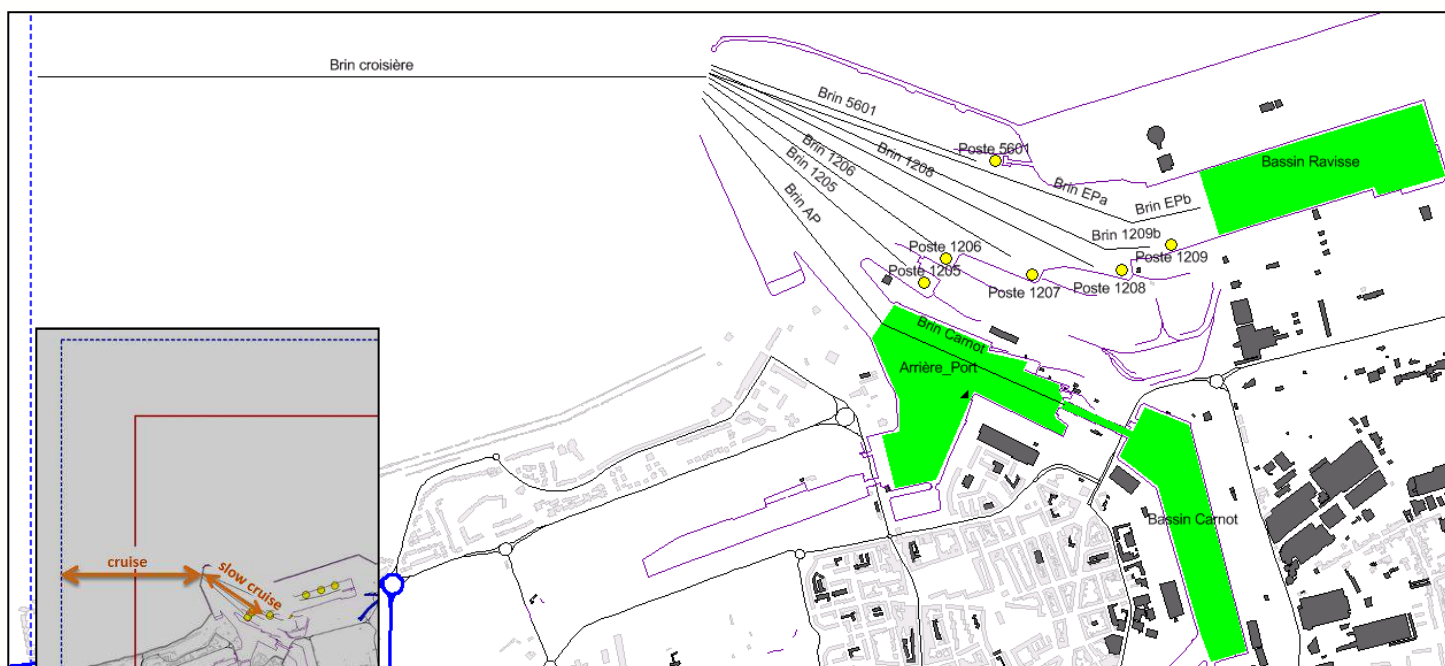 Brin croisière
Brin 5601
Poste 5601
Brin 1208
Brin 1206
Brin 1205
Brin AP
Brin EPa
Brin EPb
Bassin Ravisse
Brin 1209b
Poste 1209
Poste 1206
Poste 1205
Poste 1207
Poste 1208
Brin Carnot
Arrière_Port
Bassin Carnot
cruise
slow cruise